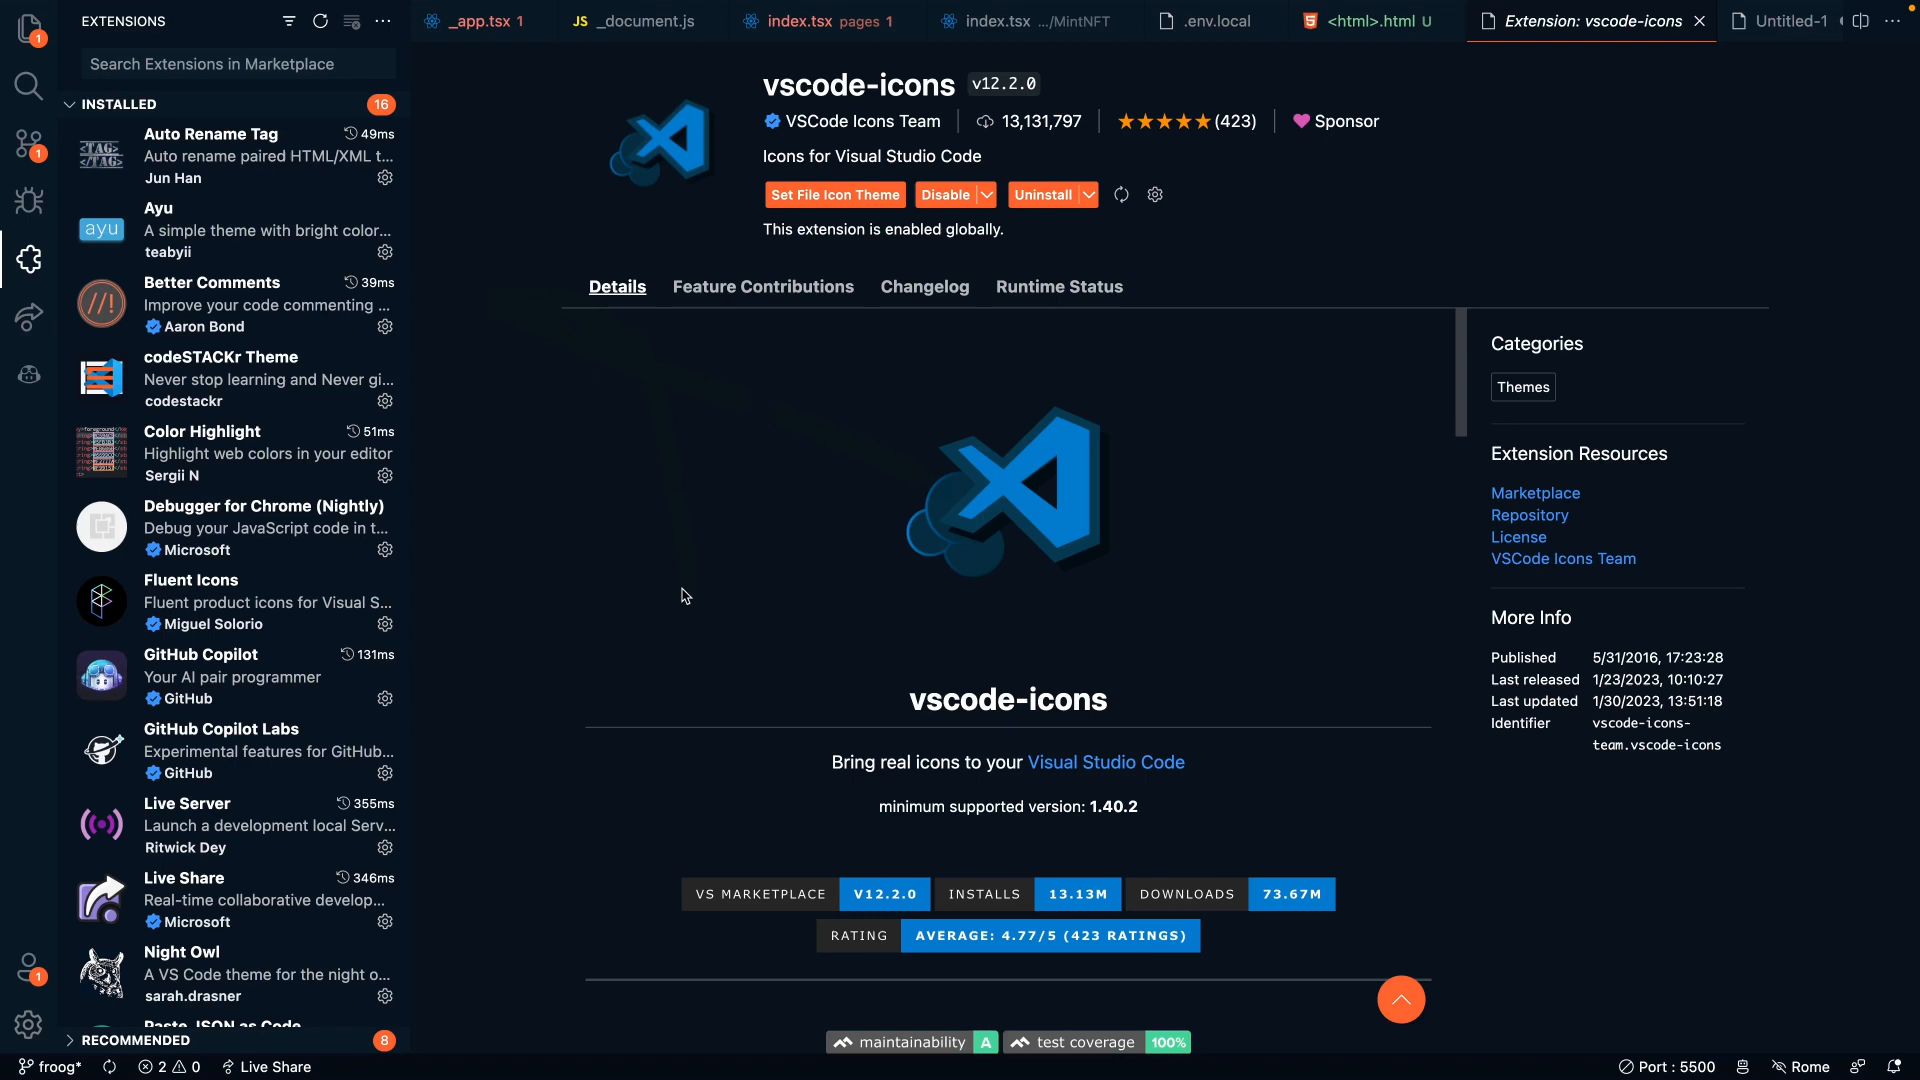 EXTENSIONS
Search Extensions in Marketplace
INSTALLED 16
Auto Rename Tag 49ms
Auto rename paired HTML/XML t...
Jun Han
Ayu
A simple theme with bright color...
teabyii
Better Comments 39ms
Improve your code commenting ...
Aaron Bond
codeSTACKr Theme
Never stop learning and Never gi...
codestackr
Color Highlight 51ms
Highlight web colors in your editor
Sergii N
Debugger for Chrome (Nightly)
Debug your JavaScript code in t...
Microsoft
Fluent Icons
Fluent product icons for Visual S...
Miguel Solorio
GitHub Copilot 131ms
Your AI pair programmer
GitHub
GitHub Copilot Labs
Experimental features for GitHub...
GitHub
Live Server 355ms
Launch a development local Serv...
Ritwick Dey
Live Share 346ms
Real-time collaborative develop...
Microsoft
Night Owl
A VS Code theme for the night o...
sarah.drasner
Paste JSON as Code
RECOMMENDED 8
_app.tsx 1
JS _document.js
index.tsx pages 1
index.tsx .../MintNFT
.env.local
<html>.html U
Extension: vscode-icons
Untitled-1
vscode-icons v12.2.0
VSCode Icons Team 13,131,797 (423) Sponsor
Icons for Visual Studio Code
Set File Icon Theme Disable Uninstall
This extension is enabled globally.
Details Feature Contributions Changelog Runtime Status
vscode-icons
Bring real icons to your Visual Studio Code
minimum supported version: 1.40.2
VS MARKETPLACE V12.2.0 INSTALLS 13.13M DOWNLOADS 73.67M
RATING AVERAGE: 4.77/5 (423 RATINGS)
maintainability A test coverage 100%
Categories
Themes
Extension Resources
Marketplace
Repository
License
VSCode Icons Team
More Info
Published 5/31/2016, 17:23:28
Last released 1/23/2023, 10:10:27
Last updated 1/30/2023, 13:51:18
Identifier vscode-icons-
team.vscode-icons
1
1
1
froog* 2 0 Live Share
Port : 5500 Rome